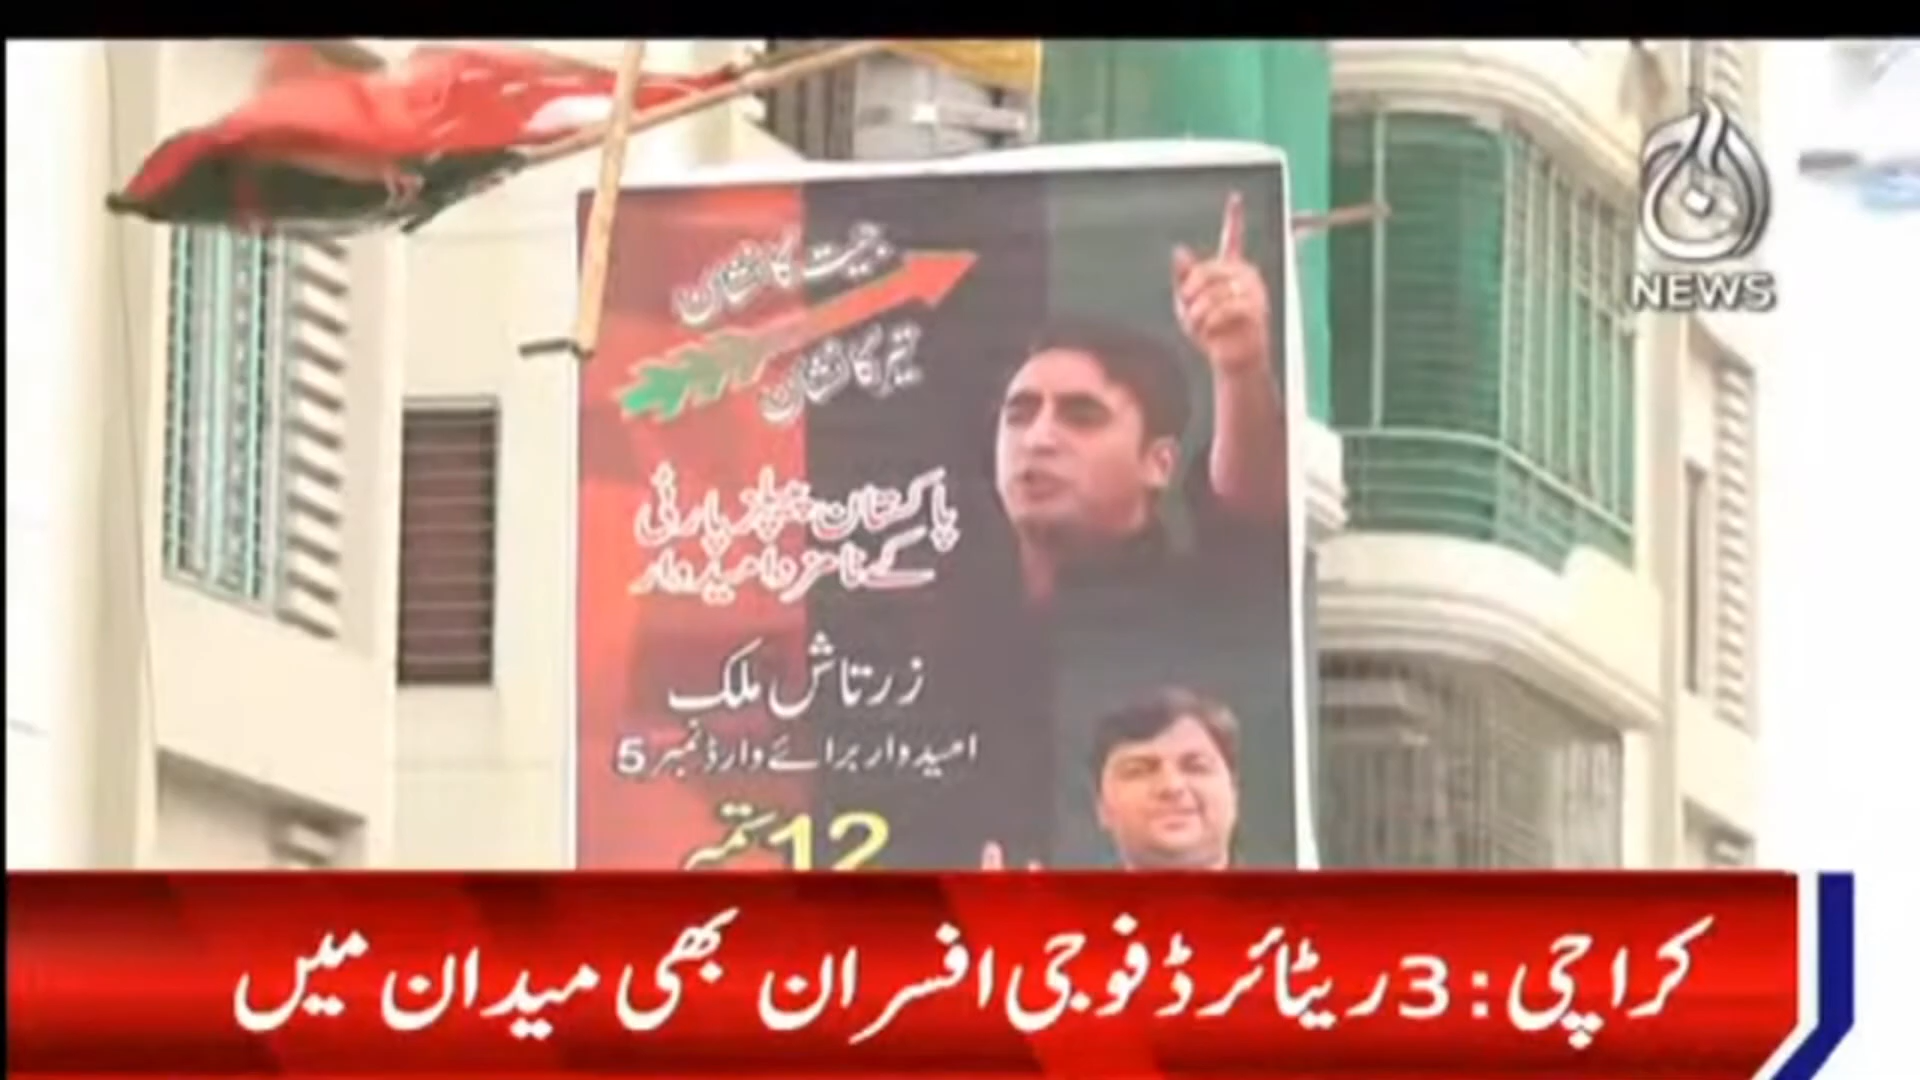 NEWS
جیت کا نشان
تیر کا نشان
پاکستان پیپلز پارٹی
کے نامزد امیدوار
زرتاش ملک
امیدوار برائے وارڈ نمبر 5
12 ستمبر
کراچی : 3 ریٹائرڈ فوجی افسران بھی میدان میں